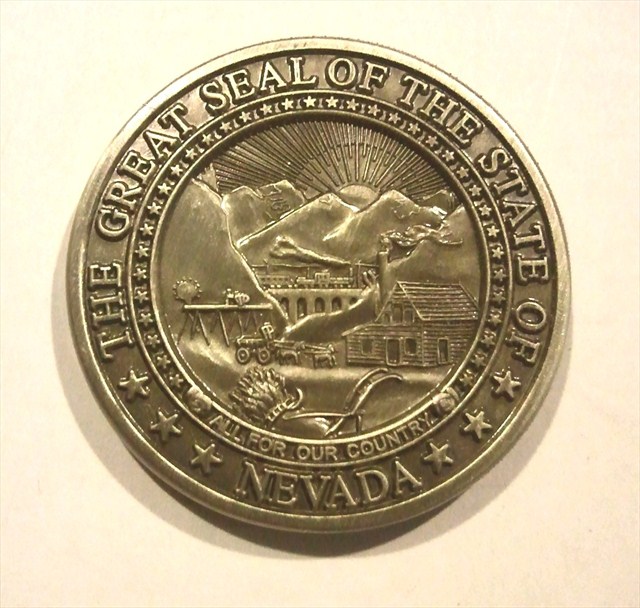 THE GREAT SEAL OF THE STATE OF
NEVADA
ALL FOR OUR COUNTRY